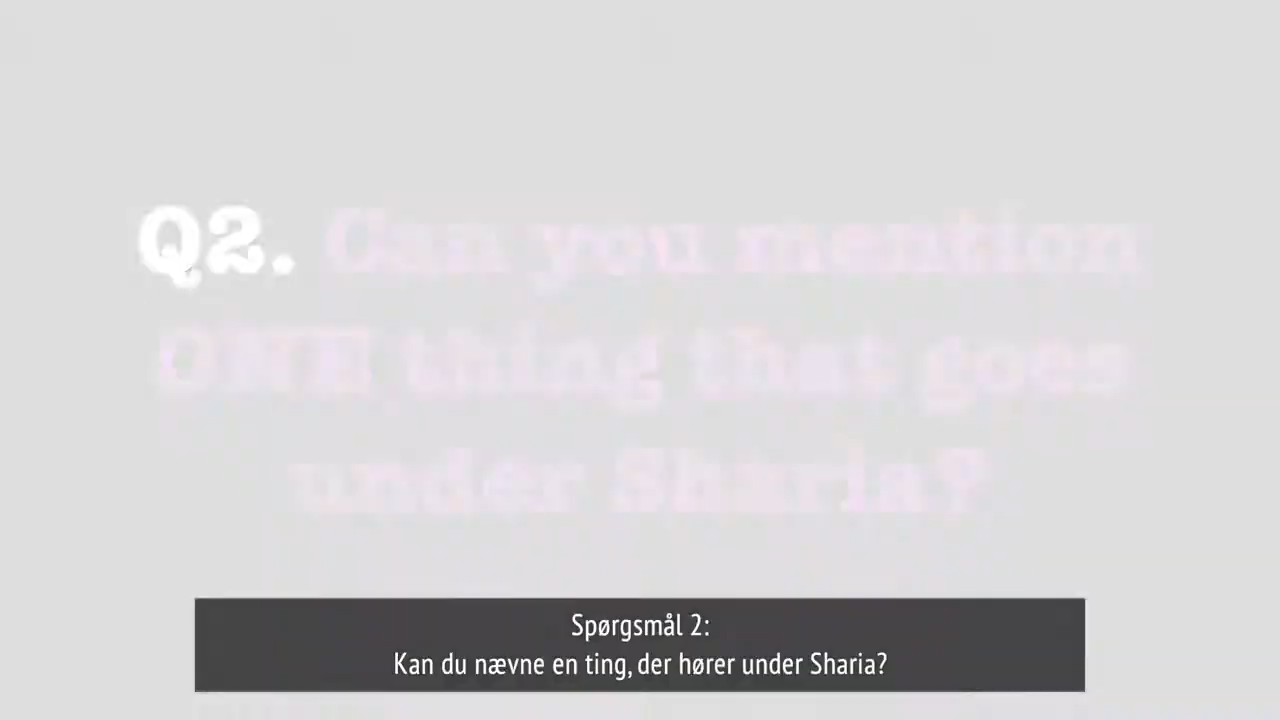 Q2. Can you mention
ONE thing that goes
under Sharia?
Spørgsmål 2:
Kan du nævne en ting, der hører under Sharia?